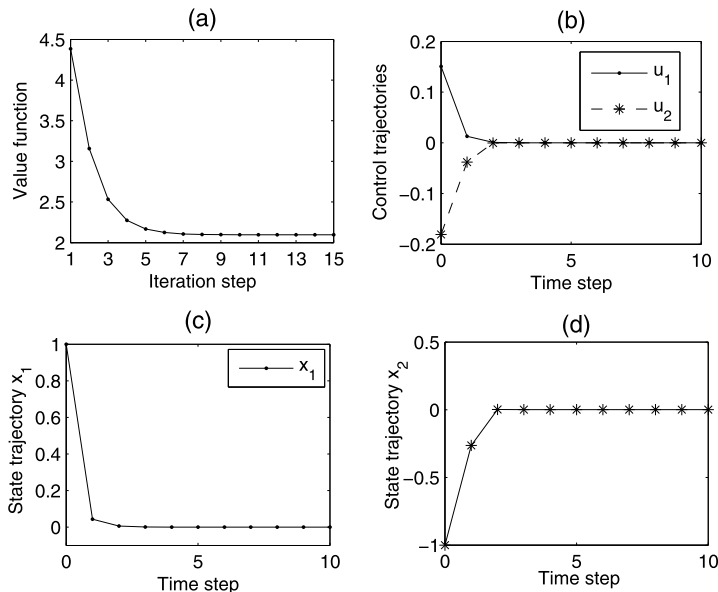 (a)
4.5
4
3.5
3
2.5
2
1 3 5 7 9 11 13 15
Value function
Iteration step
(b)
0.2
0.1
0
−0.1
−0.2
0 5 10
Control trajectories
Time step
u1
u2
(c)
1
0.8
0.6
0.4
0.2
0
0 5 10
State trajectory x1
Time step
x1
(d)
0.5
0
−0.5
−1
0 5 10
State trajectory x2
Time step